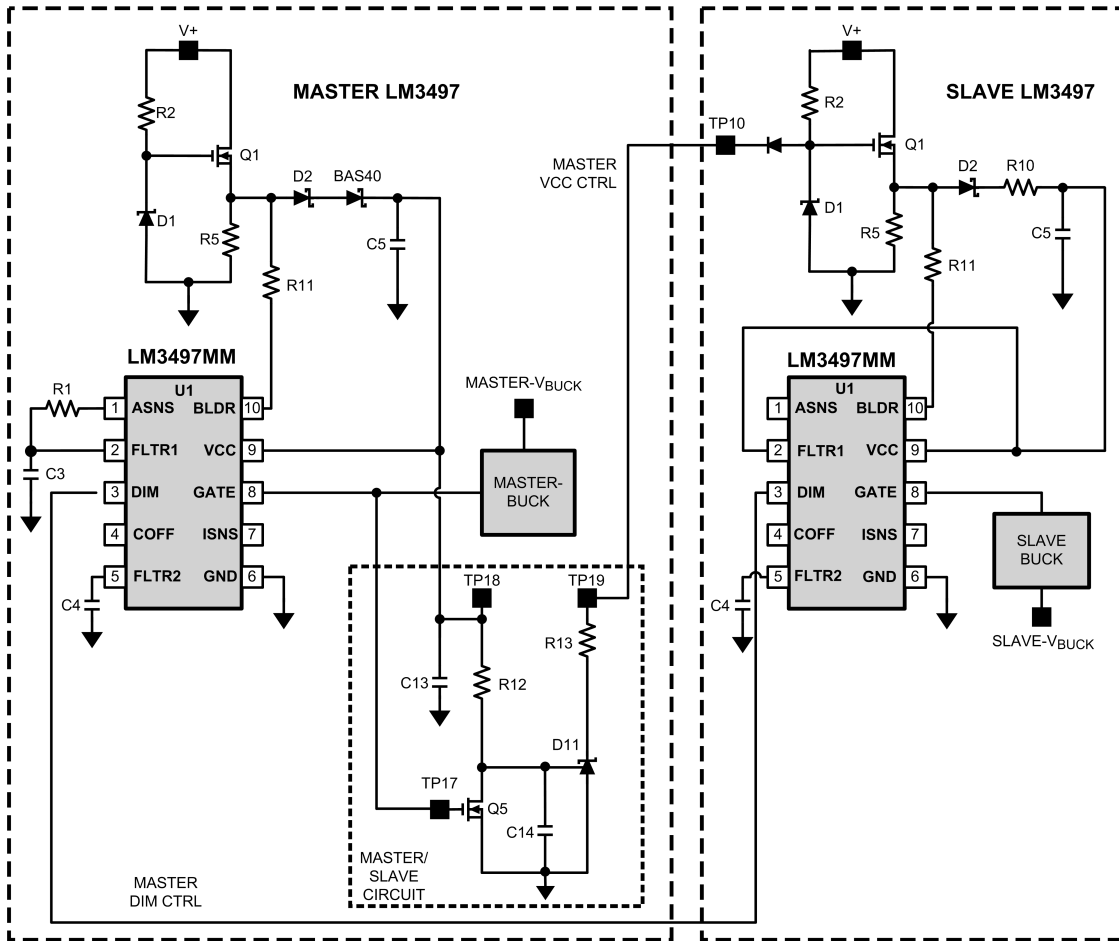 MASTER LM3497
V+
R2
Q1
D2
BAS40
D1
R5
C5
R11
LM3497MM
U1
R1
1 ASNS BLDR 10
2 FLTR1 VCC 9
3 DIM GATE 8
4 COFF ISNS 7
5 FLTR2 GND 6
C3
C4
MASTER-VBUCK
MASTER-
BUCK
TP18
TP19
R13
R12
C13
D11
TP17
Q5
C14
MASTER/
SLAVE
CIRCUIT
MASTER
DIM CTRL
MASTER
VCC CTRL
SLAVE LM3497
V+
R2
TP10
Q1
D2
R10
D1
R5
C5
R11
LM3497MM
U1
1 ASNS BLDR 10
2 FLTR1 VCC 9
3 DIM GATE 8
4 COFF ISNS 7
5 FLTR2 GND 6
C4
SLAVE
BUCK
SLAVE-VBUCK